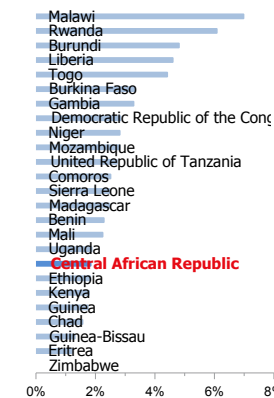 Malawi
Rwanda
Burundi
Liberia
Togo
Burkina Faso
Gambia
Democratic Republic of the Cong
Niger
Mozambique
United Republic of Tanzania
Comoros
Sierra Leone
Madagascar
Benin
Mali
Uganda
Central African Republic
Ethiopia
Kenya
Guinea
Chad
Guinea-Bissau
Eritrea
Zimbabwe
0% 2% 4% 6% 8%